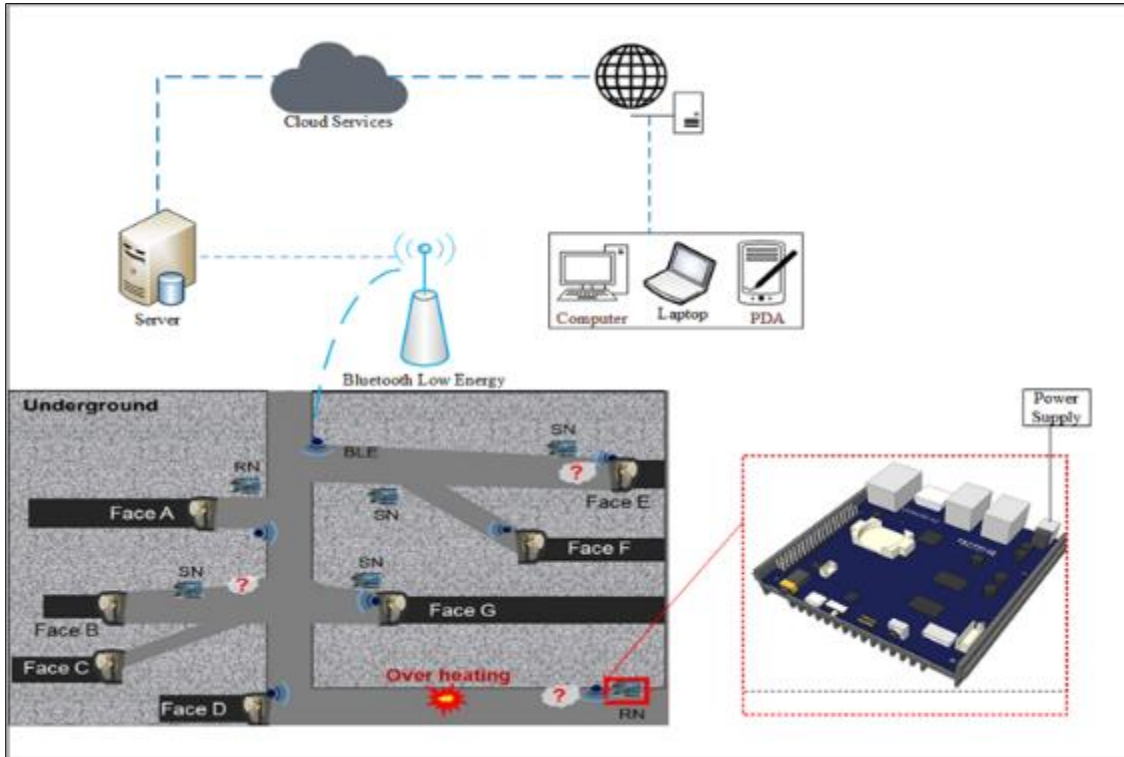 Cloud Services
Server
Computer
Laptop
PDA
Bluetooth Low Energy
Underground
Power
Supply
SN
BLE
RN
?
Face A
Face E
SN
Face F
SN
?
SN
Face B
Face G
Face C
Over heating
?
Face D
RN